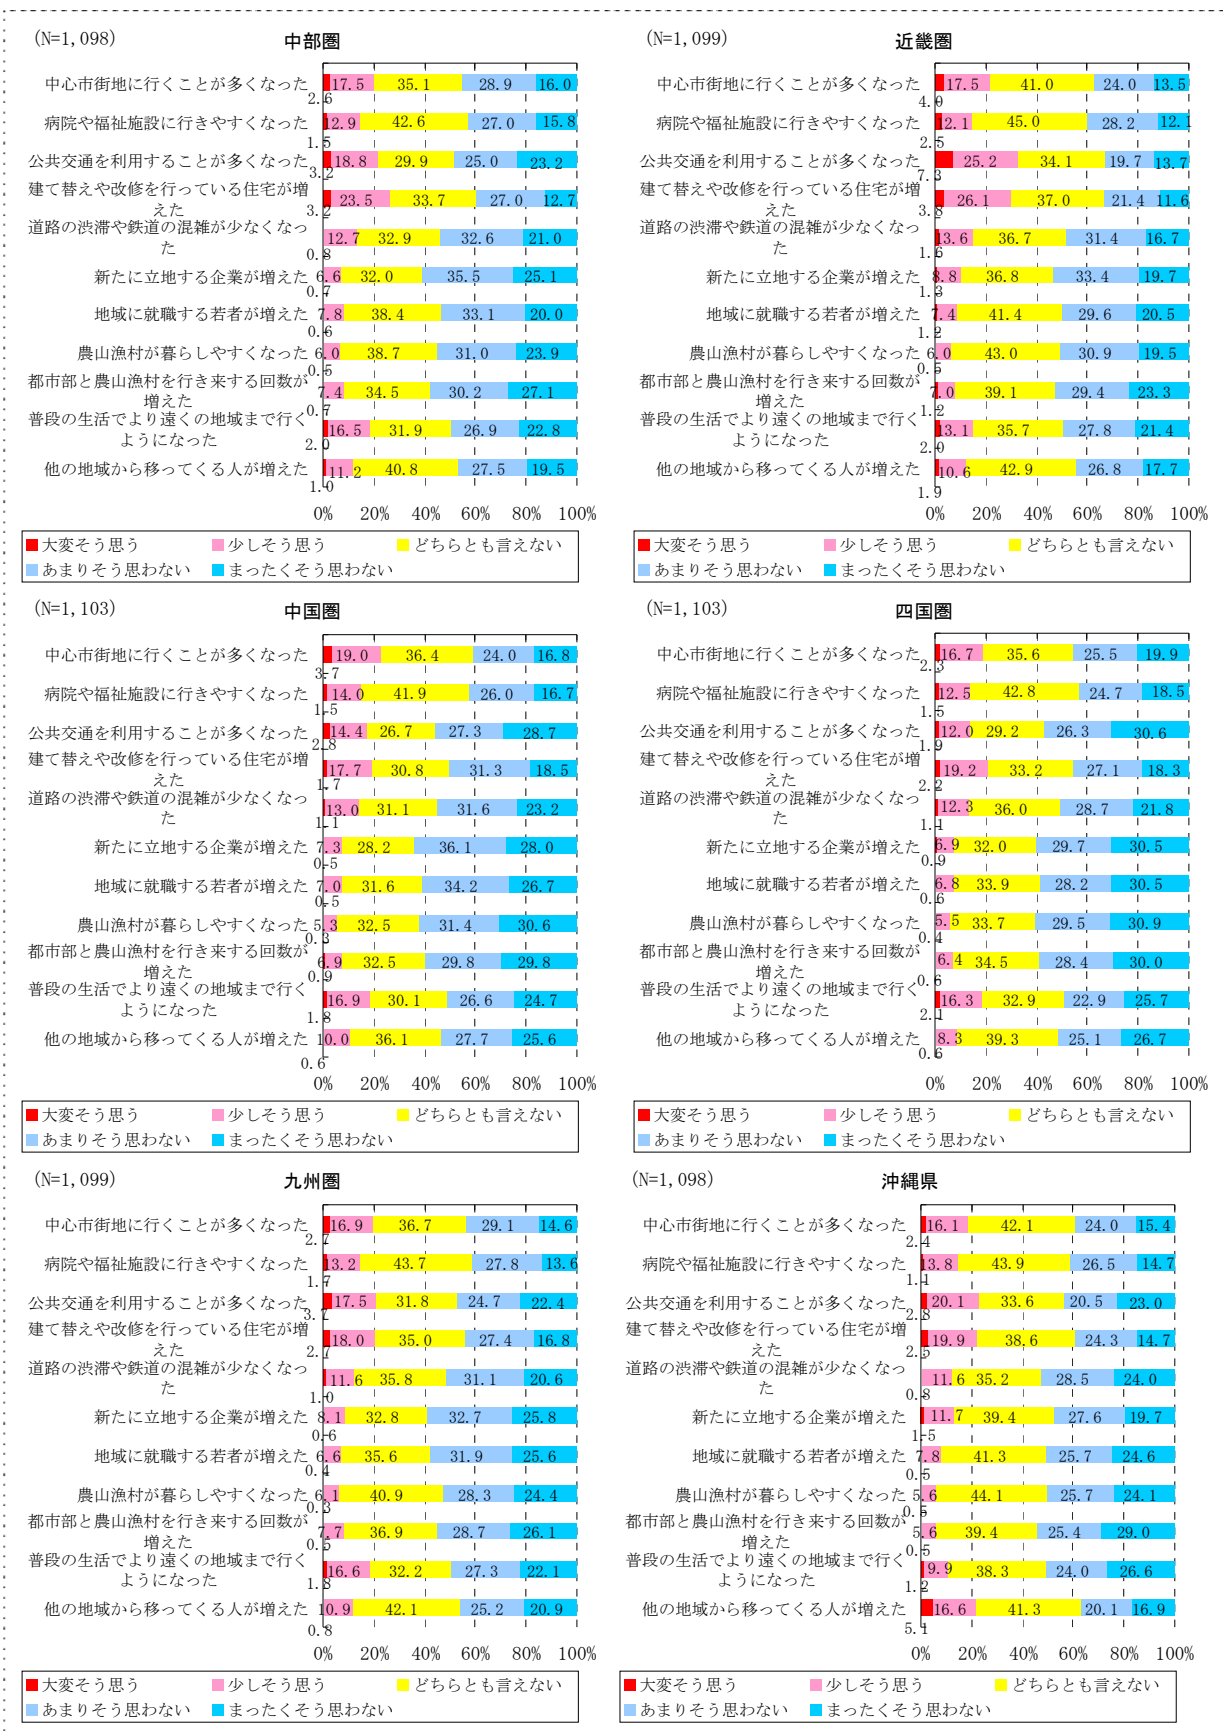 (N=1,098) 中部圏
中心市街地に行くことが多くなった 17.5 35.1 28.9 16.0
2.6
病院や福祉施設に行きやすくなった 12.9 42.6 27.0 15.8
1.5
公共交通を利用することが多くなった 18.8 29.9 25.0 23.2
3.2
建て替えや改修を行っている住宅が増
えた
23.5 33.7 27.0 12.7
3.2
道路の渋滞や鉄道の混雑が少なくなっ
た
12.7 32.9 32.6 21.0
0.8
新たに立地する企業が増えた 6.6 32.0 35.5 25.1
0.7
地域に就職する若者が増えた 7.8 38.4 33.1 20.0
0.6
農山漁村が暮らしやすくなった 6.0 38.7 31.0 23.9
0.5
都市部と農山漁村を行き来する回数が
増えた
7.4 34.5 30.2 27.1
0.7
普段の生活でより遠くの地域まで行く
ようになった
16.5 31.9 26.9 22.8
2.0
他の地域から移ってくる人が増えた 11.2 40.8 27.5 19.5
1.0
0% 20% 40% 60% 80% 100%
大変そう思う 少しそう思う どちらとも言えない
あまりそう思わない まったくそう思わない
(N=1,099) 近畿圏
中心市街地に行くことが多くなった 17.5 41.0 24.0 13.5
4.0
病院や福祉施設に行きやすくなった 12.1 45.0 28.2 12.1
2.5
公共交通を利用することが多くなった 25.2 34.1 19.7 13.7
7.3
建て替えや改修を行っている住宅が増
えた
26.1 37.0 21.4 11.6
3.8
道路の渋滞や鉄道の混雑が少なくなっ
た
13.6 36.7 31.4 16.7
1.6
新たに立地する企業が増えた 8.8 36.8 33.4 19.7
1.3
地域に就職する若者が増えた 7.4 41.4 29.6 20.5
1.2
農山漁村が暮らしやすくなった 6.0 43.0 30.9 19.5
0.5
都市部と農山漁村を行き来する回数が
増えた
7.0 39.1 29.4 23.3
1.2
普段の生活でより遠くの地域まで行く
ようになった
13.1 35.7 27.8 21.4
2.0
他の地域から移ってくる人が増えた 10.6 42.9 26.8 17.7
1.9
0% 20% 40% 60% 80% 100%
大変そう思う 少しそう思う どちらとも言えない
あまりそう思わない まったくそう思わない
(N=1,103) 中国圏
中心市街地に行くことが多くなった 19.0 36.4 24.0 16.8
3.7
病院や福祉施設に行きやすくなった 14.0 41.9 26.0 16.7
1.5
公共交通を利用することが多くなった 14.4 26.7 27.3 28.7
2.8
建て替えや改修を行っている住宅が増
えた
17.7 30.8 31.3 18.5
1.7
道路の渋滞や鉄道の混雑が少なくなっ
た
13.0 31.1 31.6 23.2
1.1
新たに立地する企業が増えた 7.3 28.2 36.1 28.0
0.5
地域に就職する若者が増えた 7.0 31.6 34.2 26.7
0.5
農山漁村が暮らしやすくなった 5.3 32.5 31.4 30.6
0.3
都市部と農山漁村を行き来する回数が
増えた
6.9 32.5 29.8 29.8
0.9
普段の生活でより遠くの地域まで行く
ようになった
16.9 30.1 26.6 24.7
1.8
他の地域から移ってくる人が増えた 10.0 36.1 27.7 25.6
0.6
0% 20% 40% 60% 80% 100%
大変そう思う 少しそう思う どちらとも言えない
あまりそう思わない まったくそう思わない
(N=1,103) 四国圏
中心市街地に行くことが多くなった 16.7 35.6 25.5 19.9
2.3
病院や福祉施設に行きやすくなった 12.5 42.8 24.7 18.5
1.5
公共交通を利用することが多くなった 12.0 29.2 26.3 30.6
1.9
建て替えや改修を行っている住宅が増
えた
19.2 33.2 27.1 18.3
2.2
道路の渋滞や鉄道の混雑が少なくなっ
た
12.3 36.0 28.7 21.8
1.1
新たに立地する企業が増えた 6.9 32.0 29.7 30.5
0.9
地域に就職する若者が増えた 6.8 33.9 28.2 30.5
0.6
農山漁村が暮らしやすくなった 5.5 33.7 29.5 30.9
0.4
都市部と農山漁村を行き来する回数が
増えた
6.4 34.5 28.4 30.0
0.6
普段の生活でより遠くの地域まで行く
ようになった
16.3 32.9 22.9 25.7
2.1
他の地域から移ってくる人が増えた 8.3 39.3 25.1 26.7
0.6
0% 20% 40% 60% 80% 100%
大変そう思う 少しそう思う どちらとも言えない
あまりそう思わない まったくそう思わない
(N=1,099) 九州圏
中心市街地に行くことが多くなった 16.9 36.7 29.1 14.6
2.7
病院や福祉施設に行きやすくなった 13.2 43.7 27.8 13.6
1.7
公共交通を利用することが多くなった 17.5 31.8 24.7 22.4
3.7
建て替えや改修を行っている住宅が増
えた
18.0 35.0 27.4 16.8
2.7
道路の渋滞や鉄道の混雑が少なくなっ
た
11.6 35.8 31.1 20.6
1.0
新たに立地する企業が増えた 8.1 32.8 32.7 25.8
0.6
地域に就職する若者が増えた 6.6 35.6 31.9 25.6
0.4
農山漁村が暮らしやすくなった 6.1 40.9 28.3 24.4
0.3
都市部と農山漁村を行き来する回数が
増えた
7.7 36.9 28.7 26.1
0.5
普段の生活でより遠くの地域まで行く
ようになった
16.6 32.2 27.3 22.1
1.8
他の地域から移ってくる人が増えた 10.9 42.1 25.2 20.9
0.8
0% 20% 40% 60% 80% 100%
大変そう思う 少しそう思う どちらとも言えない
あまりそう思わない まったくそう思わない
(N=1,098) 沖縄県
中心市街地に行くことが多くなった 16.1 42.1 24.0 15.4
2.4
病院や福祉施設に行きやすくなった 13.8 43.9 26.5 14.7
1.1
公共交通を利用することが多くなった 20.1 33.6 20.5 23.0
2.8
建て替えや改修を行っている住宅が増
えた
19.9 38.6 24.3 14.7
2.5
道路の渋滞や鉄道の混雑が少なくなっ
た
11.6 35.2 28.5 24.0
0.8
新たに立地する企業が増えた 11.7 39.4 27.6 19.7
1.5
地域に就職する若者が増えた 7.8 41.3 25.7 24.6
0.5
農山漁村が暮らしやすくなった 5.6 44.1 25.7 24.1
0.5
都市部と農山漁村を行き来する回数が
増えた
5.6 39.4 25.4 29.0
0.5
普段の生活でより遠くの地域まで行く
ようになった
9.9 38.3 24.0 26.6
1.2
他の地域から移ってくる人が増えた 16.6 41.3 20.1 16.9
5.1
0% 20% 40% 60% 80% 100%
大変そう思う 少しそう思う どちらとも言えない
あまりそう思わない まったくそう思わない